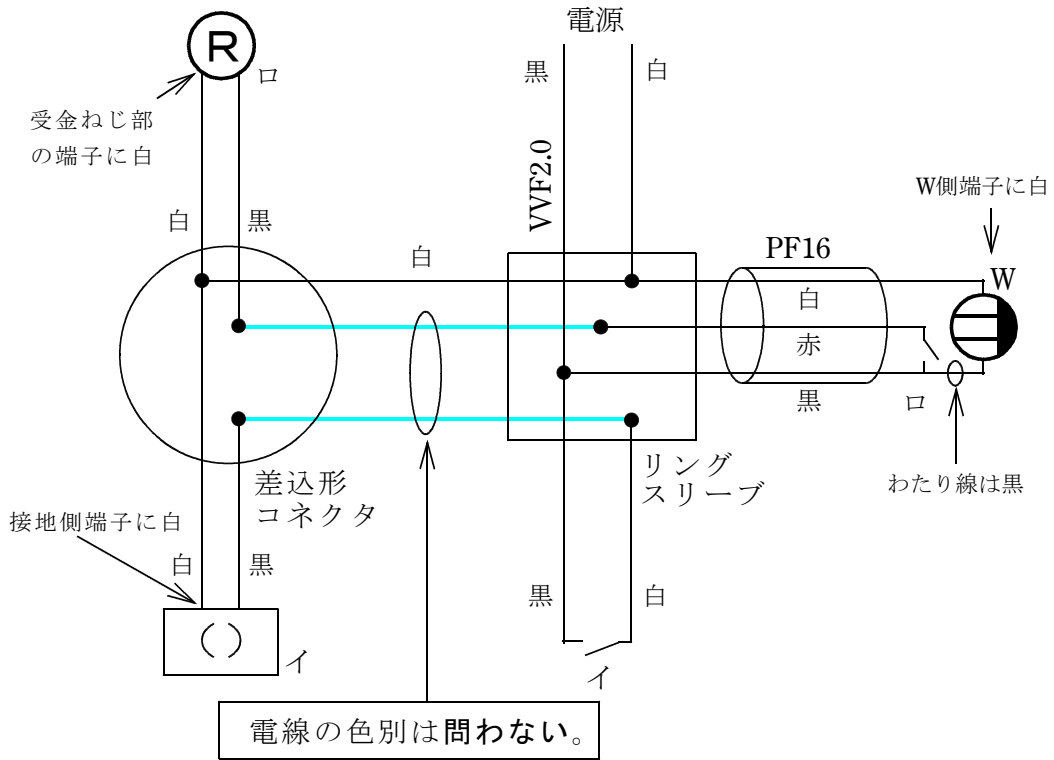 電源
R
ロ
黒
白
受金ねじ部
の端子に白
VVF2.0
W側端子に白
白
黒
白
PF16
W
白
赤
黒
ロ
差込形
コネクタ
リング
スリーブ
わたり線は黒
接地側端子に白
白
黒
黒
白
( )
イ
イ
電線の色別は問わない。